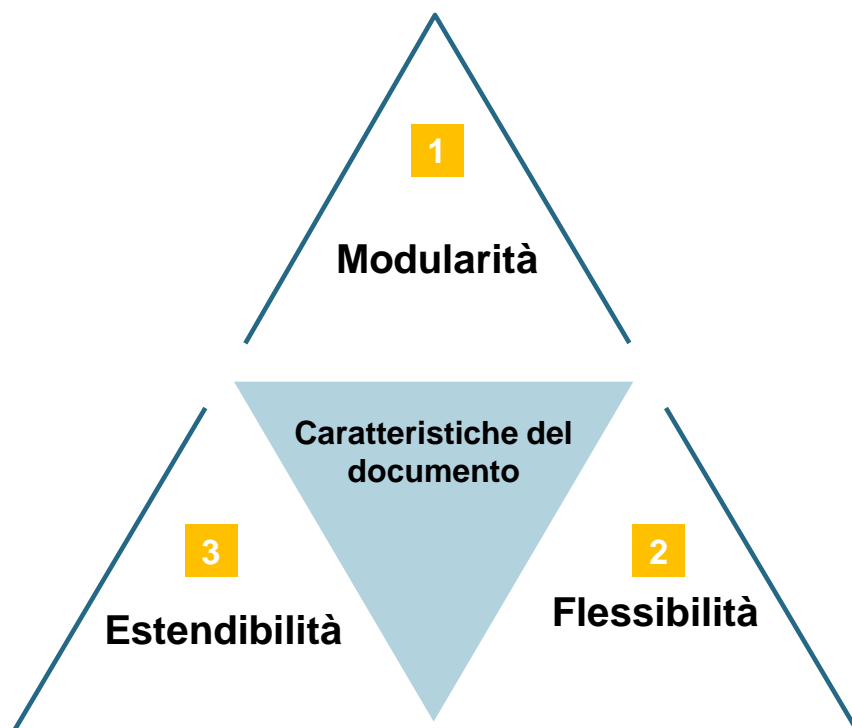 1
Modularità
Caratteristiche del
documento
3
Estendibilità
2
Flessibilità